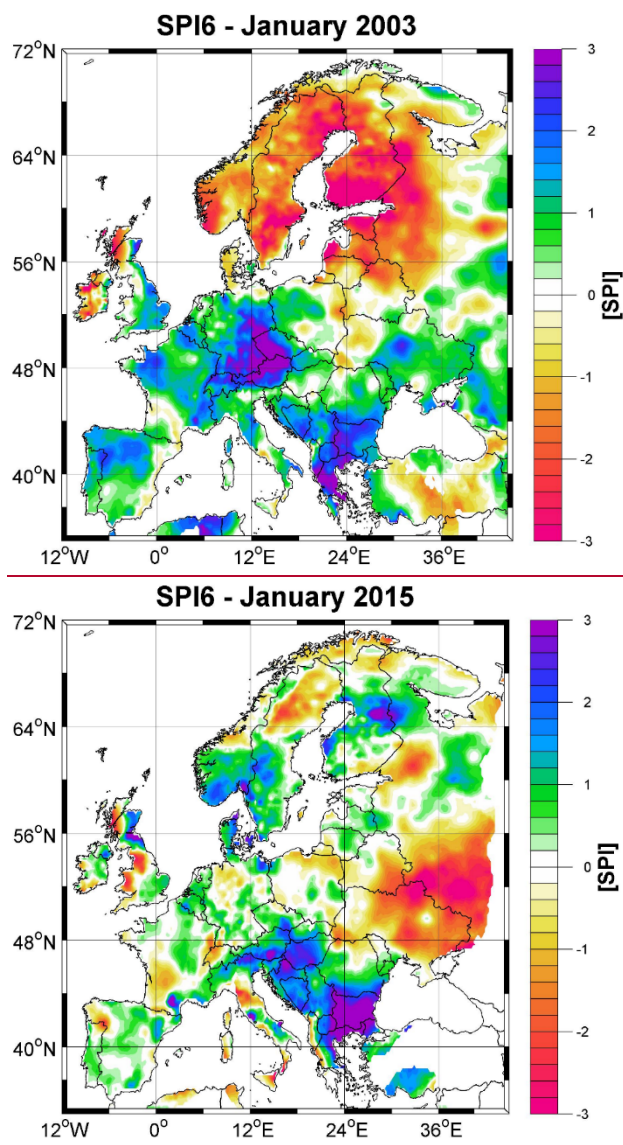 SPI6 - January 2003
72°N
64°N
56°N
48°N
40°N
12°W
0°
12°E
24°E
36°E
3
2
1
0
-1
-2
-3
[SPI]
SPI6 - January 2015
72°N
64°N
56°N
48°N
40°N
12°W
0°
12°E
24°E
36°E
3
2
1
0
-1
-2
-3
[SPI]